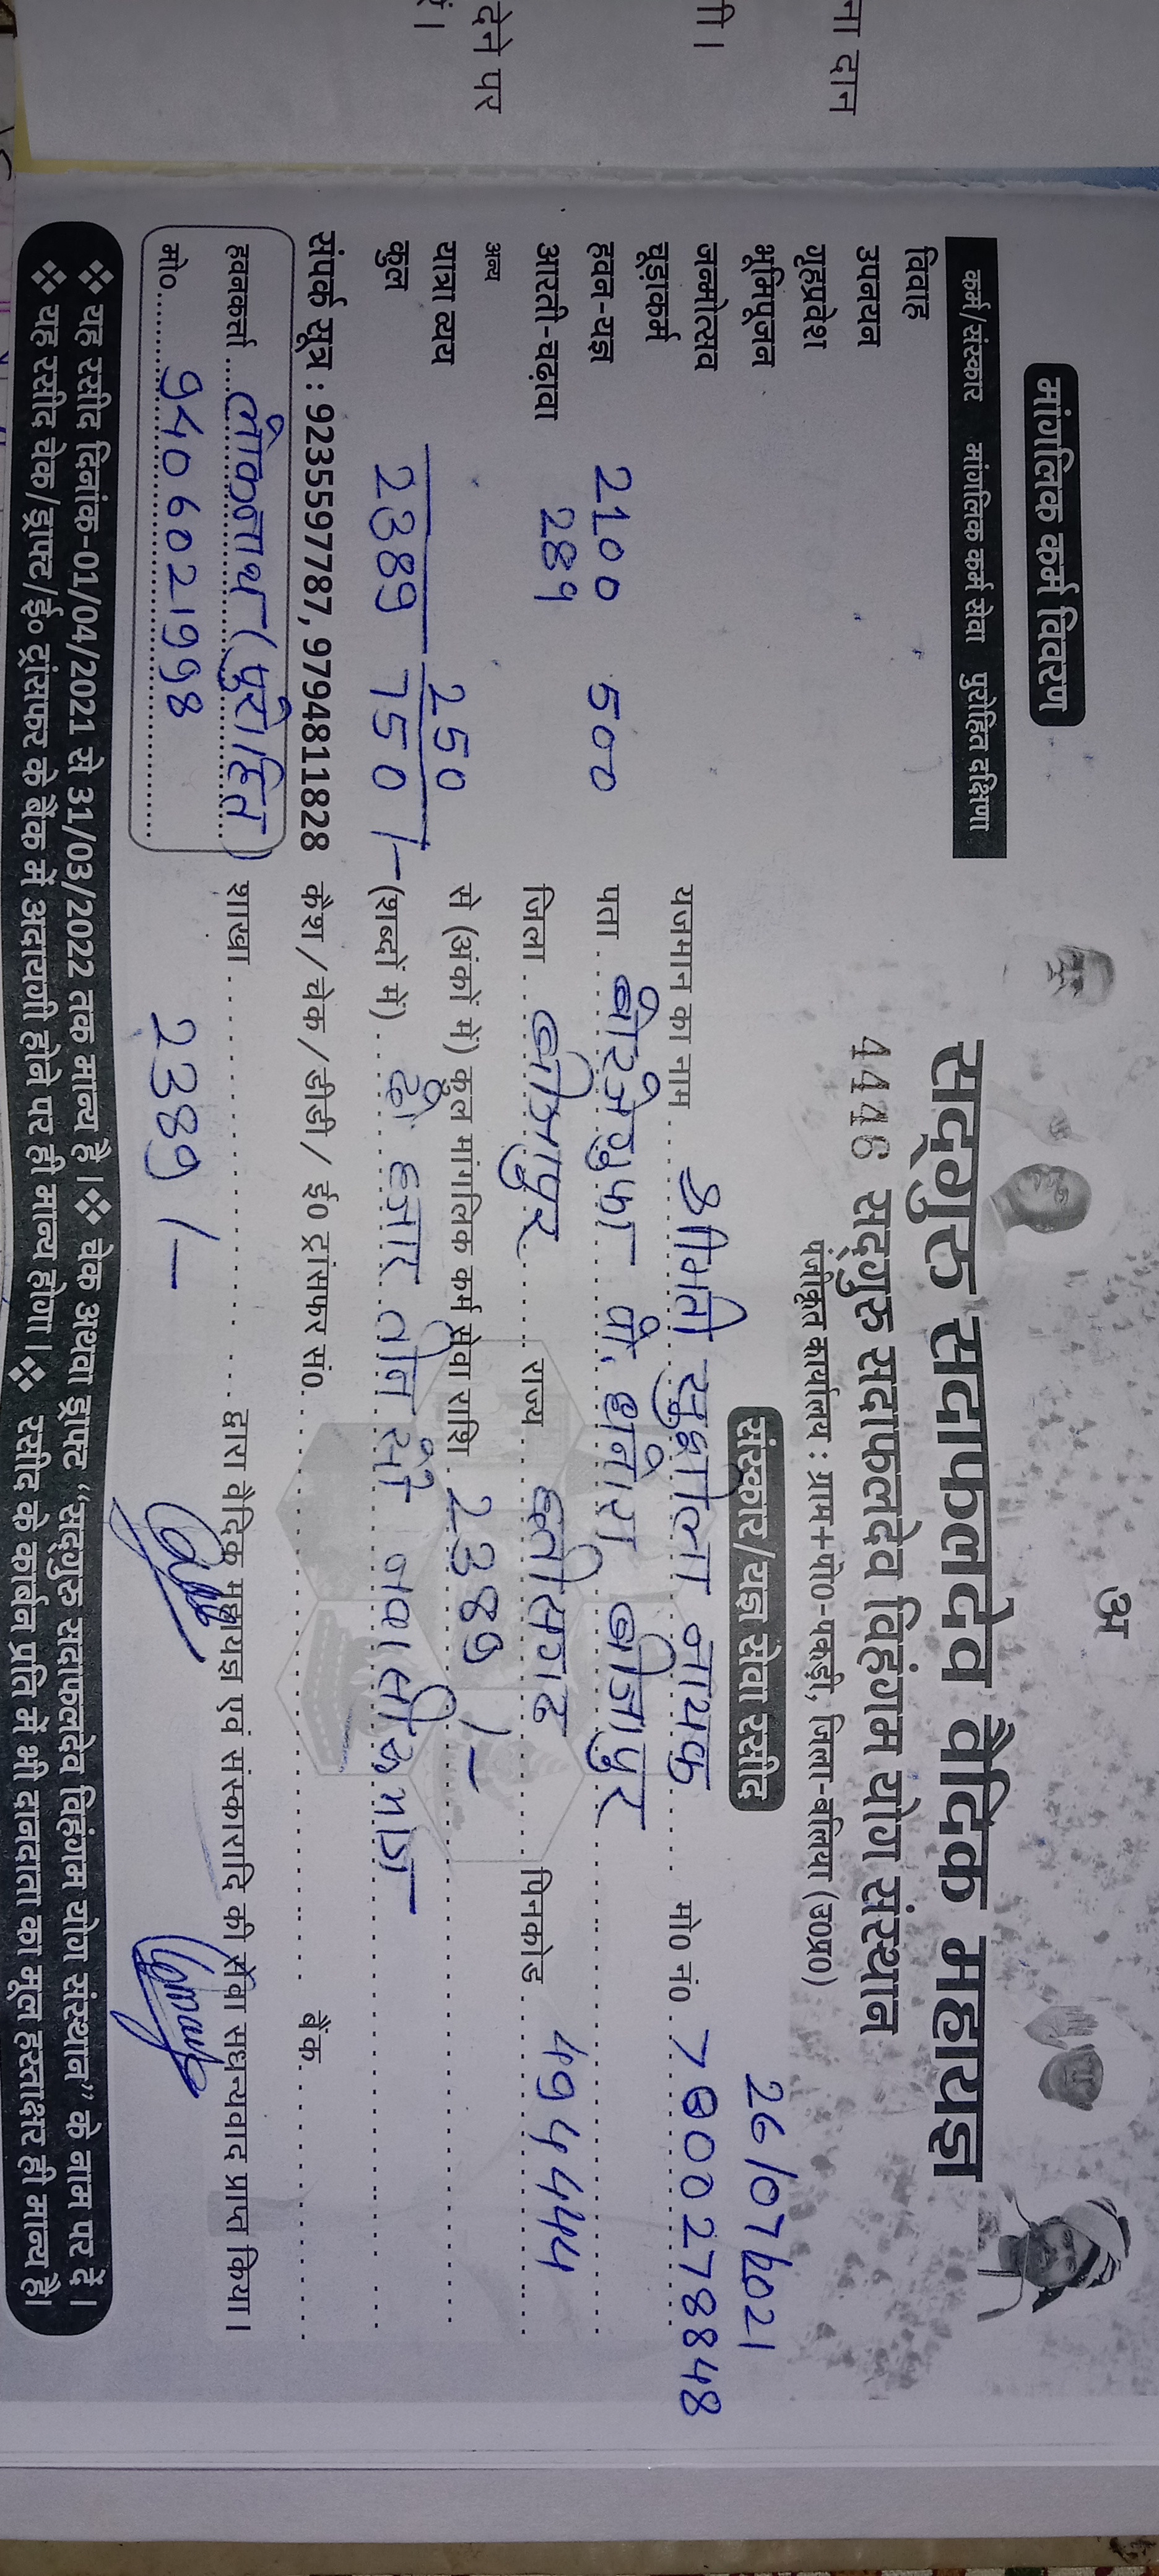 ना दान
ी।
देने पर
ं।
मांगलिक कर्म विवरण
कर्म/संस्कार मांगलिक कर्म सेवा पुरोहित दक्षिणा
विवाह
उपनयन
गृहप्रवेश
भूमिपूजन
जन्मोत्सव
चूड़ाकर्म
हवन-यज्ञ 2100 500
आरती-चढ़ावा 289
अन्य
यात्रा व्यय 250
कुल 2389 750/-
संपर्क सूत्र : 9235597787, 9794811828
हवनकर्त्ता लोकनाथ (पुरोहित)
मो० 9406021998
अ
सद्गुरु सदाफलदेव वैदिक महायज्ञ
4446 सद्गुरु सदाफलदेव विहंगम योग संस्थान
पंजीकृत कार्यालय : ग्राम+पो०-पकड़ी, जिला-बलिया (उ०प्र०)
संस्कार/यज्ञ सेवा रसीद
26/07/2021
यजमान का नाम श्रीमती सुशीला नायक मो० नं० 7000278848
पता पो. बीजापुर
जिला बीजापुर राज्य छत्तीसगढ पिनकोड 494444
से (अंकों में) कुल मांगलिक कर्म सेवा राशि 2389/-
(शब्दों में) दो हजार तीन सौ नवासी रू मात्र
कैश / चेक / डीडी / ई० ट्रांसफर सं० बैंक
शाखा द्वारा वैदिक महायज्ञ एवं संस्कारादि की सेवा सधन्यवाद प्राप्त किया।
2389/-
❖ यह रसीद दिनांक-01/04/2021 से 31/03/2022 तक मान्य है। ❖ चेक अथवा ड्राफ्ट "सद्गुरु सदाफलदेव विहंगम योग संस्थान" के नाम पर दें।
❖ यह रसीद चेक/ड्राफ्ट/ई० ट्रांसफर के बैंक में अदायगी होने पर ही मान्य होगा। ❖ रसीद के कार्बन प्रति में भी दानदाता का मूल हस्ताक्षर ही मान्य है।